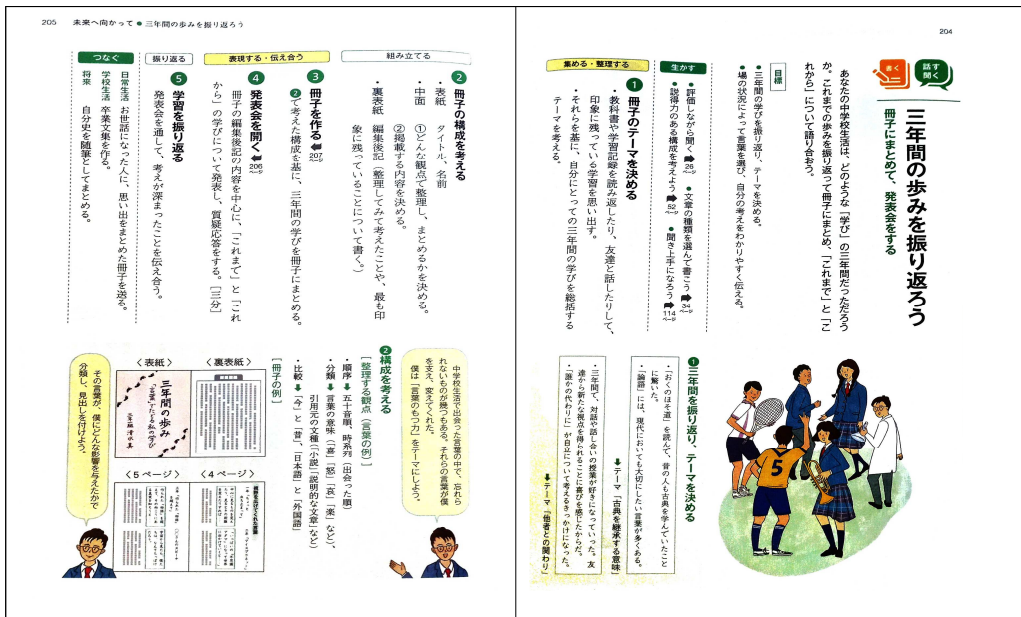 204
書く
話す
聞く
三年間の歩みを振り返ろう
冊子にまとめて、発表会をする
あなたの中学校生活は、どのような「学び」の三年間だっただろう
か。これまでの歩みを振り返って冊子にまとめ、「これまで」と「こ
れから」について語り合おう。
目標
●三年間の学びを振り返り、テーマを決める。
●場の状況によって言葉を選び、自分の考えをわかりやすく伝える。
生かす
●評価しながら聞く➡26ページ
●文章の種類を選んで書こう➡34ページ
●説得力のある構成を考えよう➡52ページ
●聞き上手になろう➡114ページ
集める・整理する
❶冊子のテーマを決める
・教科書や学習記録を読み返したり、友達と話したりして、
印象に残っている学習を思い出す。
・それらを基に、自分にとっての三年間の学びを総括する
テーマを考える。
❶三年間を振り返り、テーマを決める
・「おくのほそ道」を読んで、昔の人も古典を学んでいたこと
に驚いた。
・「論語」には、現代においても大切にしたい言葉が多くある。
➡テーマ「古典を継承する意味」
・三年間で、対話や話し合いの授業が好きになっていった。友
達から新たな視点を得られることに喜びを感じたからだ。
・「誰かの代わりに」が自立について考えるきっかけになった。
➡テーマ「他者との関わり」
5
205 未来へ向かって ● 三年間の歩みを振り返ろう
組み立てる
❷冊子の構成を考える
・表紙 タイトル、名前
・中面 ①どんな観点で整理し、まとめるかを決める。
②掲載する内容を決める。
・裏表紙 編集後記(整理してみて考えたことや、最も印
象に残っていることについて書く。)
表現する・伝え合う
❸冊子を作る⬅207ページ
❷で考えた構成を基に、三年間の学びを冊子にまとめる。
❹発表会を開く⬅206ページ
冊子の編集後記の内容を中心に、「これまで」と「これ
から」の学びについて発表し、質疑応答をする。[三分]
振り返る
❺学習を振り返る
発表会を通して、考えが深まったことを伝え合う。
つなぐ
日常生活 お世話になった人に、思い出をまとめた冊子を送る。
学校生活 卒業文集を作る。
将来 自分史を随筆としてまとめる。
中学校生活で出会った言葉の中で、忘れら
れないものが幾つもある。それらの言葉が僕
を支え、変えてくれた。
僕は「言葉のもつ力」をテーマにしよう。
❷構成を考える
[整理する観点(言葉の例)]
・順序➡五十音順、時系列(出会った順)
・分類➡言葉の意味(「喜」「怒」「哀」「楽」など)、
引用元の文種(「小説」「説明的な文章」など)
・比較➡「今」と「昔」、「日本語」と「外国語」
[冊子の例]
〈裏表紙〉
〈表紙〉
三年間の歩み
〈4ページ〉
〈5ページ〉
その言葉が、僕にどんな影響を与えたかで
分類し、見出しを付けよう。